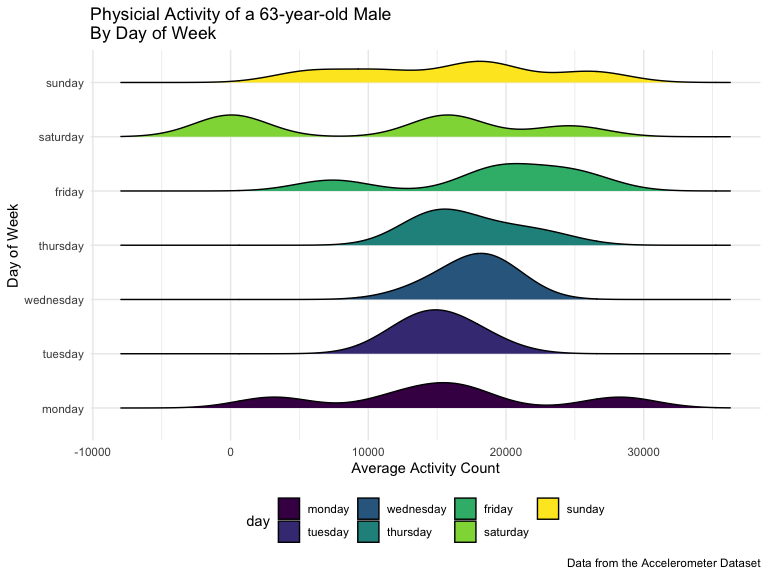 Physicial Activity of a 63-year-old Male
By Day of Week
sunday
saturday
friday
thursday
wednesday
tuesday
monday
Day of Week
-10000 0 10000 20000 30000
Average Activity Count
day monday wednesday friday sunday
tuesday thursday saturday
Data from the Accelerometer Dataset